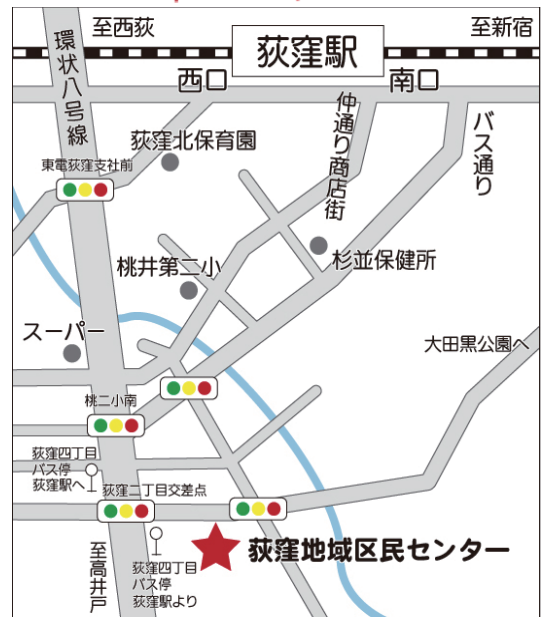 至西荻
至新宿
荻窪駅
西口
南口
環状八号線
仲通り商店街
バス通り
荻窪北保育園
東電荻窪支社前
杉並保健所
桃井第二小
スーパー
大田黒公園へ
桃二小南
荻窪四丁目
バス停
荻窪駅へ
荻窪二丁目交差点
至高井戸
荻窪四丁目
バス停
荻窪駅より
荻窪地域区民センター